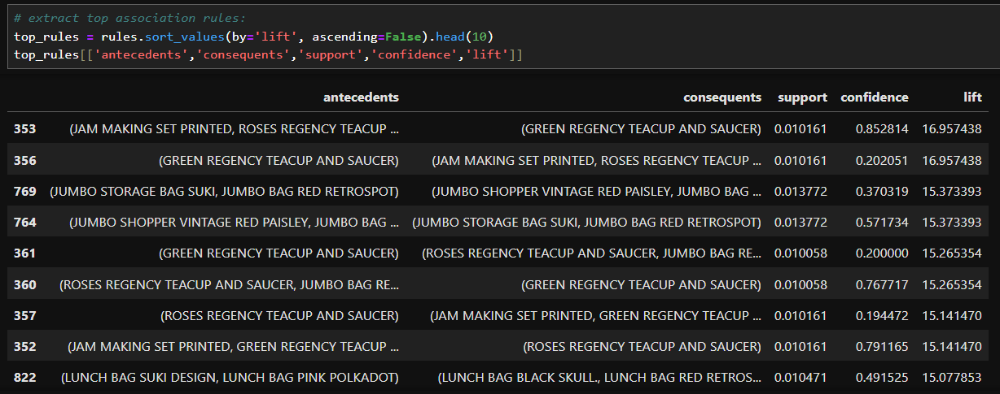 # extract top association rules:
top_rules = rules.sort_values(by='lift', ascending=False).head(10)
top_rules[['antecedents','consequents','support','confidence','lift']]
antecedents consequents support confidence lift
353 (JAM MAKING SET PRINTED, ROSES REGENCY TEACUP ... (GREEN REGENCY TEACUP AND SAUCER) 0.010161 0.852814 16.957438
356 (GREEN REGENCY TEACUP AND SAUCER) (JAM MAKING SET PRINTED, ROSES REGENCY TEACUP ... 0.010161 0.202051 16.957438
769 (JUMBO STORAGE BAG SUKI, JUMBO BAG RED RETROSPOT) (JUMBO SHOPPER VINTAGE RED PAISLEY, JUMBO BAG ... 0.013772 0.370319 15.373393
764 (JUMBO SHOPPER VINTAGE RED PAISLEY, JUMBO BAG ... (JUMBO STORAGE BAG SUKI, JUMBO BAG RED RETROSPOT) 0.013772 0.571734 15.373393
361 (GREEN REGENCY TEACUP AND SAUCER) (ROSES REGENCY TEACUP AND SAUCER, JUMBO BAG RE... 0.010058 0.200000 15.265354
360 (ROSES REGENCY TEACUP AND SAUCER, JUMBO BAG RE... (GREEN REGENCY TEACUP AND SAUCER) 0.010058 0.767717 15.265354
357 (ROSES REGENCY TEACUP AND SAUCER) (JAM MAKING SET PRINTED, GREEN REGENCY TEACUP ... 0.010161 0.194472 15.141470
352 (JAM MAKING SET PRINTED, GREEN REGENCY TEACUP ... (ROSES REGENCY TEACUP AND SAUCER) 0.010161 0.791165 15.141470
822 (LUNCH BAG SUKI DESIGN, LUNCH BAG PINK POLKADOT) (LUNCH BAG BLACK SKULL., LUNCH BAG RED RETROS... 0.010471 0.491525 15.077853